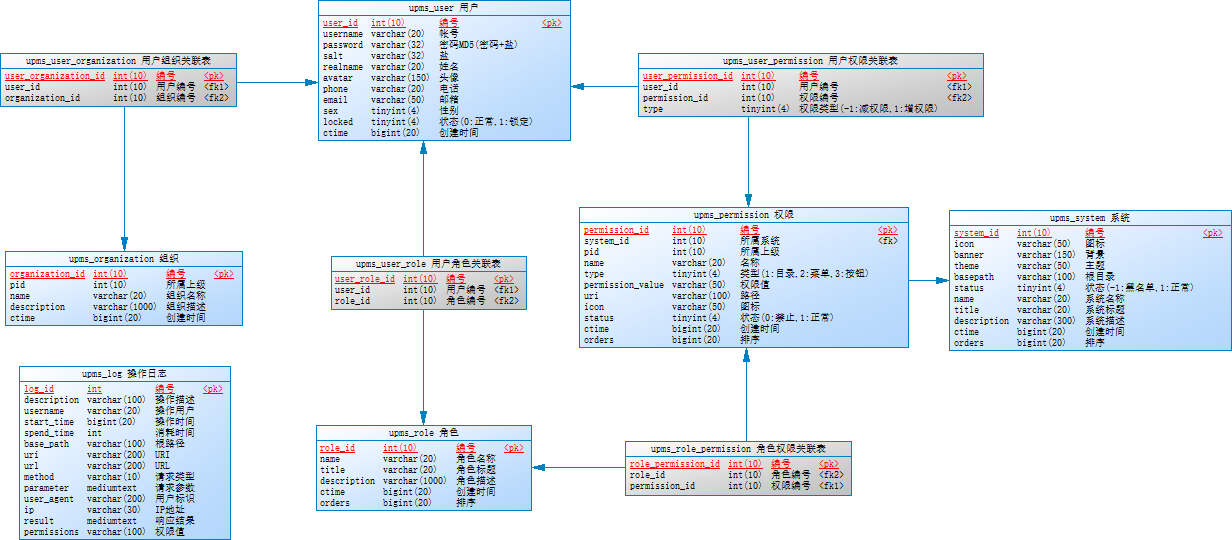 upms_user 用户
user_id int(10) 编号 <pk>
username varchar(20) 帐号
password varchar(32) 密码MD5(密码+盐)
salt varchar(32) 盐
realname varchar(20) 姓名
avatar varchar(150) 头像
phone varchar(20) 电话
email varchar(50) 邮箱
sex tinyint(4) 性别
locked tinyint(4) 状态(0:正常,1:锁定)
ctime bigint(20) 创建时间
upms_user_organization 用户组织关联表
user_organization_id int(10) 编号 <pk>
user_id int(10) 用户编号 <fk1>
organization_id int(10) 组织编号 <fk2>
upms_user_permission 用户权限关联表
user_permission_id int(10) 编号 <pk>
user_id int(10) 用户编号 <fk1>
permission_id int(10) 权限编号 <fk2>
type tinyint(4) 权限类型(-1:减权限,1:增权限)
upms_organization 组织
organization_id int(10) 编号 <pk>
pid int(10) 所属上级
name varchar(20) 组织名称
description varchar(1000) 组织描述
ctime bigint(20) 创建时间
upms_user_role 用户角色关联表
user_role_id int(10) 编号 <pk>
user_id int(10) 用户编号 <fk1>
role_id int(10) 角色编号 <fk2>
upms_permission 权限
permission_id int(10) 编号 <pk>
system_id int(10) 所属系统 <fk>
pid int(10) 所属上级
name varchar(20) 名称
type tinyint(4) 类型(1:目录,2:菜单,3:按钮)
permission_value varchar(50) 权限值
uri varchar(100) 路径
icon varchar(50) 图标
status tinyint(4) 状态(0:禁止,1:正常)
ctime bigint(20) 创建时间
orders bigint(20) 排序
upms_system 系统
system_id int(10) 编号 <pk>
icon varchar(50) 图标
banner varchar(150) 背景
theme varchar(50) 主题
basepath varchar(100) 根目录
status tinyint(4) 状态(-1:黑名单,1:正常)
name varchar(20) 系统名称
title varchar(20) 系统标题
description varchar(300) 系统描述
ctime bigint(20) 创建时间
orders bigint(20) 排序
upms_log 操作日志
log_id int 编号 <pk>
description varchar(100) 操作描述
username varchar(20) 操作用户
start_time bigint(20) 操作时间
spend_time int 消耗时间
base_path varchar(100) 根路径
uri varchar(200) URI
url varchar(200) URL
method varchar(10) 请求类型
parameter mediumtext 请求参数
user_agent varchar(200) 用户标识
ip varchar(30) IP地址
result mediumtext 响应结果
permissions varchar(100) 权限值
upms_role 角色
role_id int(10) 编号 <pk>
name varchar(20) 角色名称
title varchar(20) 角色标题
description varchar(1000) 角色描述
ctime bigint(20) 创建时间
orders bigint(20) 排序
upms_role_permission 角色权限关联表
role_permission_id int(10) 编号 <pk>
role_id int(10) 角色编号 <fk2>
permission_id int(10) 权限编号 <fk1>